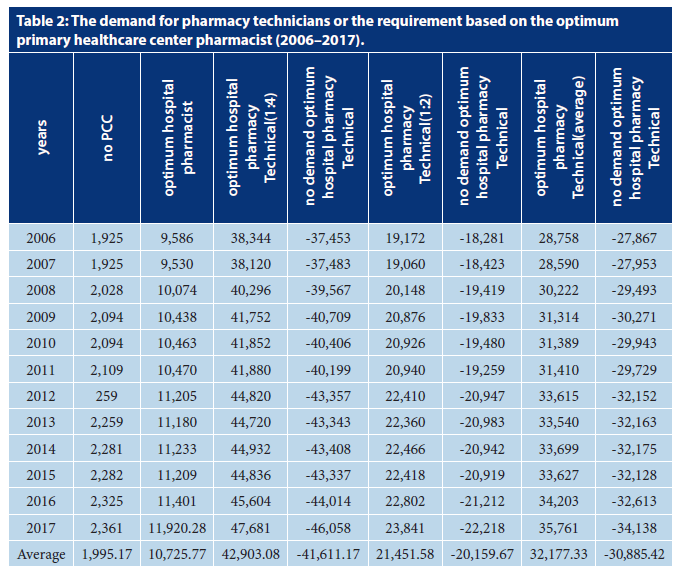 Table 2: The demand for pharmacy technicians or the requirement based on the optimum
primary healthcare center pharmacist (2006–2017).
years
no PCC
optimum hospital
pharmacist
optimum hospital
pharmacy
Technical(1:4)
no demand optimum
hospital pharmacy
Technical
optimum hospital
pharmacy
Technical(1:2)
no demand optimum
hospital pharmacy
Technical
optimum hospital
pharmacy
Technical(average)
no demand optimum
hospital pharmacy
Technical
2006 1,925 9,586 38,344 -37,453 19,172 -18,281 28,758 -27,867
2007 1,925 9,530 38,120 -37,483 19,060 -18,423 28,590 -27,953
2008 2,028 10,074 40,296 -39,567 20,148 -19,419 30,222 -29,493
2009 2,094 10,438 41,752 -40,709 20,876 -19,833 31,314 -30,271
2010 2,094 10,463 41,852 -40,406 20,926 -19,480 31,389 -29,943
2011 2,109 10,470 41,880 -40,199 20,940 -19,259 31,410 -29,729
2012 259 11,205 44,820 -43,357 22,410 -20,947 33,615 -32,152
2013 2,259 11,180 44,720 -43,343 22,360 -20,983 33,540 -32,163
2014 2,281 11,233 44,932 -43,408 22,466 -20,942 33,699 -32,175
2015 2,282 11,209 44,836 -43,337 22,418 -20,919 33,627 -32,128
2016 2,325 11,401 45,604 -44,014 22,802 -21,212 34,203 -32,613
2017 2,361 11,920.28 47,681 -46,058 23,841 -22,218 35,761 -34,138
Average 1,995.17 10,725.77 42,903.08 -41,611.17 21,451.58 -20,159.67 32,177.33 -30,885.42